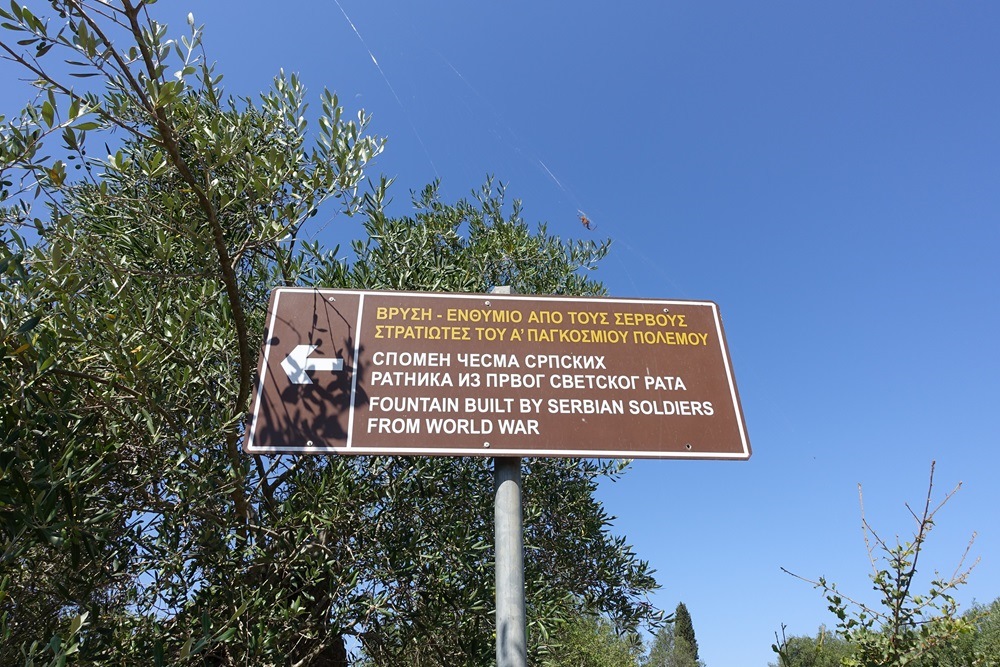 ΒΡΥΣΗ - ΕΝΘΥΜΙΟ ΑΠΟ ΤΟΥΣ ΣΕΡΒΟΥΣ
ΣΤΡΑΤΙΩΤΕΣ ΤΟΥ Α' ΠΑΓΚΟΣΜΙΟΥ ΠΟΛΕΜΟΥ
СПОМЕН ЧЕСМА СРПСКИХ
РАТНИКА ИЗ ПРВОГ СВЕТСКОГ РАТА
FOUNTAIN BUILT BY SERBIAN SOLDIERS
FROM WORLD WAR